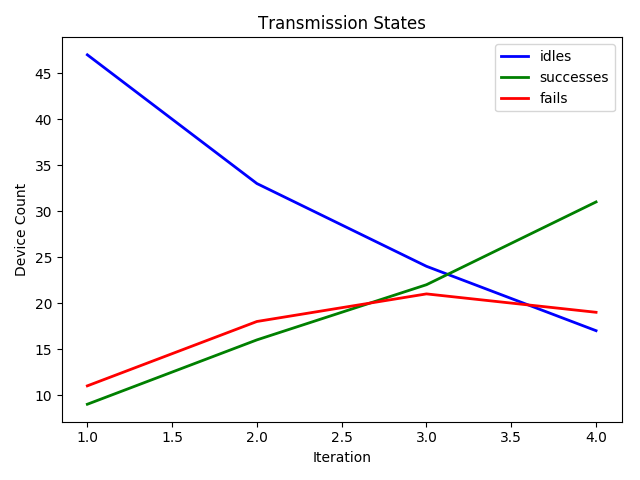 Transmission States
idles
successes
fails
Device Count
45
40
35
30
25
20
15
10
1.0 1.5 2.0 2.5 3.0 3.5 4.0
Iteration